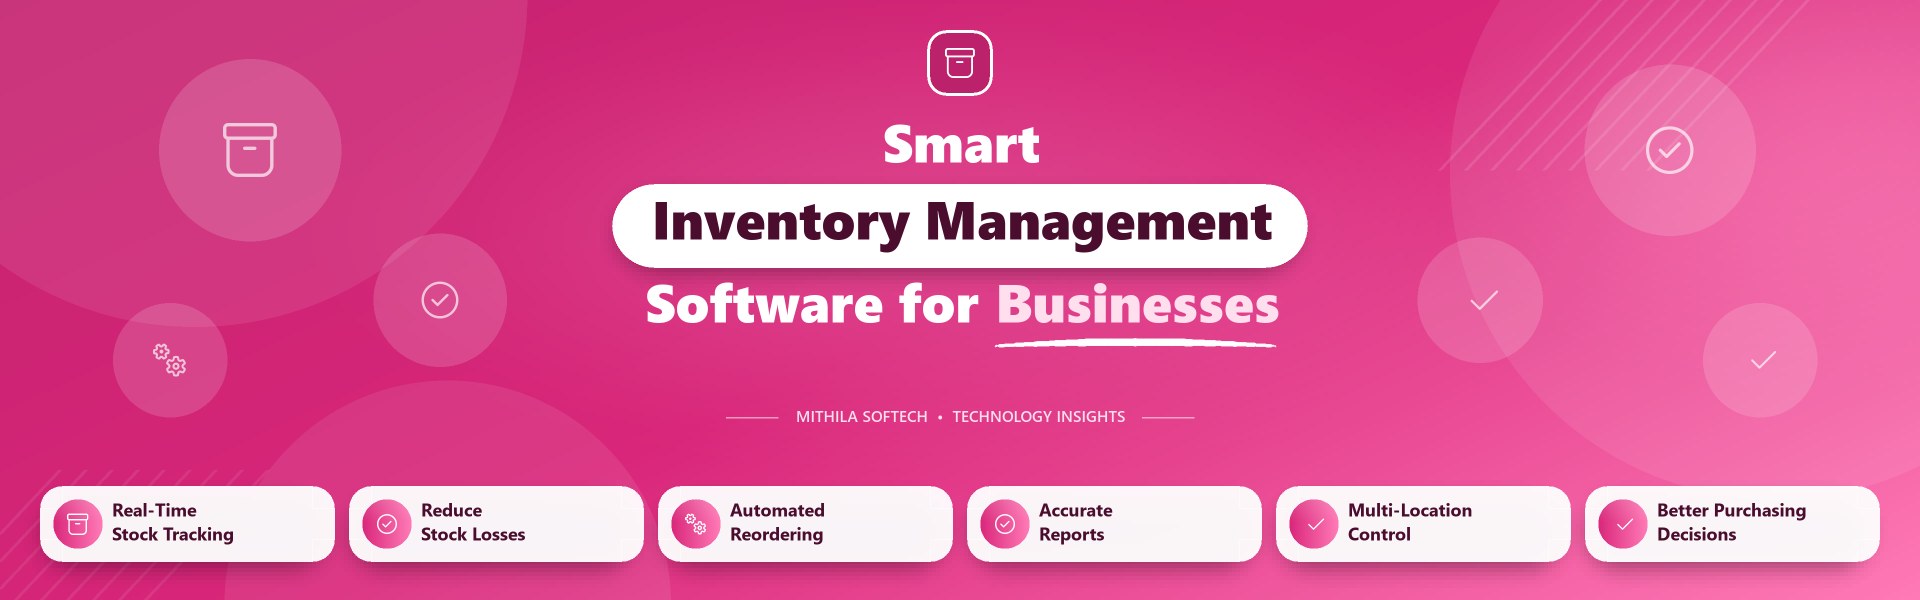 Smart
Inventory Management
Software for Businesses
MITHILA SOFTECH • TECHNOLOGY INSIGHTS
Real-Time
Stock Tracking
Reduce
Stock Losses
Automated
Reordering
Accurate
Reports
Multi-Location
Control
Better Purchasing
Decisions